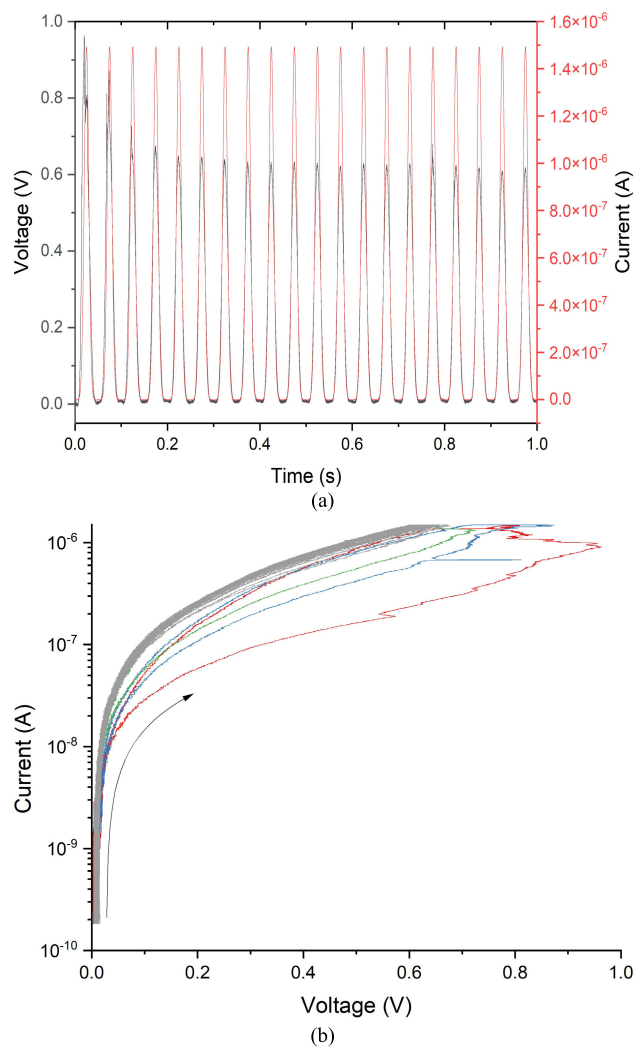 1.0
0.8
0.6
0.4
0.2
0.0
Voltage (V)
1.6×10⁻⁶
1.4×10⁻⁶
1.2×10⁻⁶
1.0×10⁻⁶
8.0×10⁻⁷
6.0×10⁻⁷
4.0×10⁻⁷
2.0×10⁻⁷
0.0
Current (A)
0.0 0.2 0.4 0.6 0.8 1.0
Time (s)
(a)
10⁻⁶
10⁻⁷
10⁻⁸
10⁻⁹
10⁻¹⁰
Current (A)
0.0 0.2 0.4 0.6 0.8 1.0
Voltage (V)
(b)